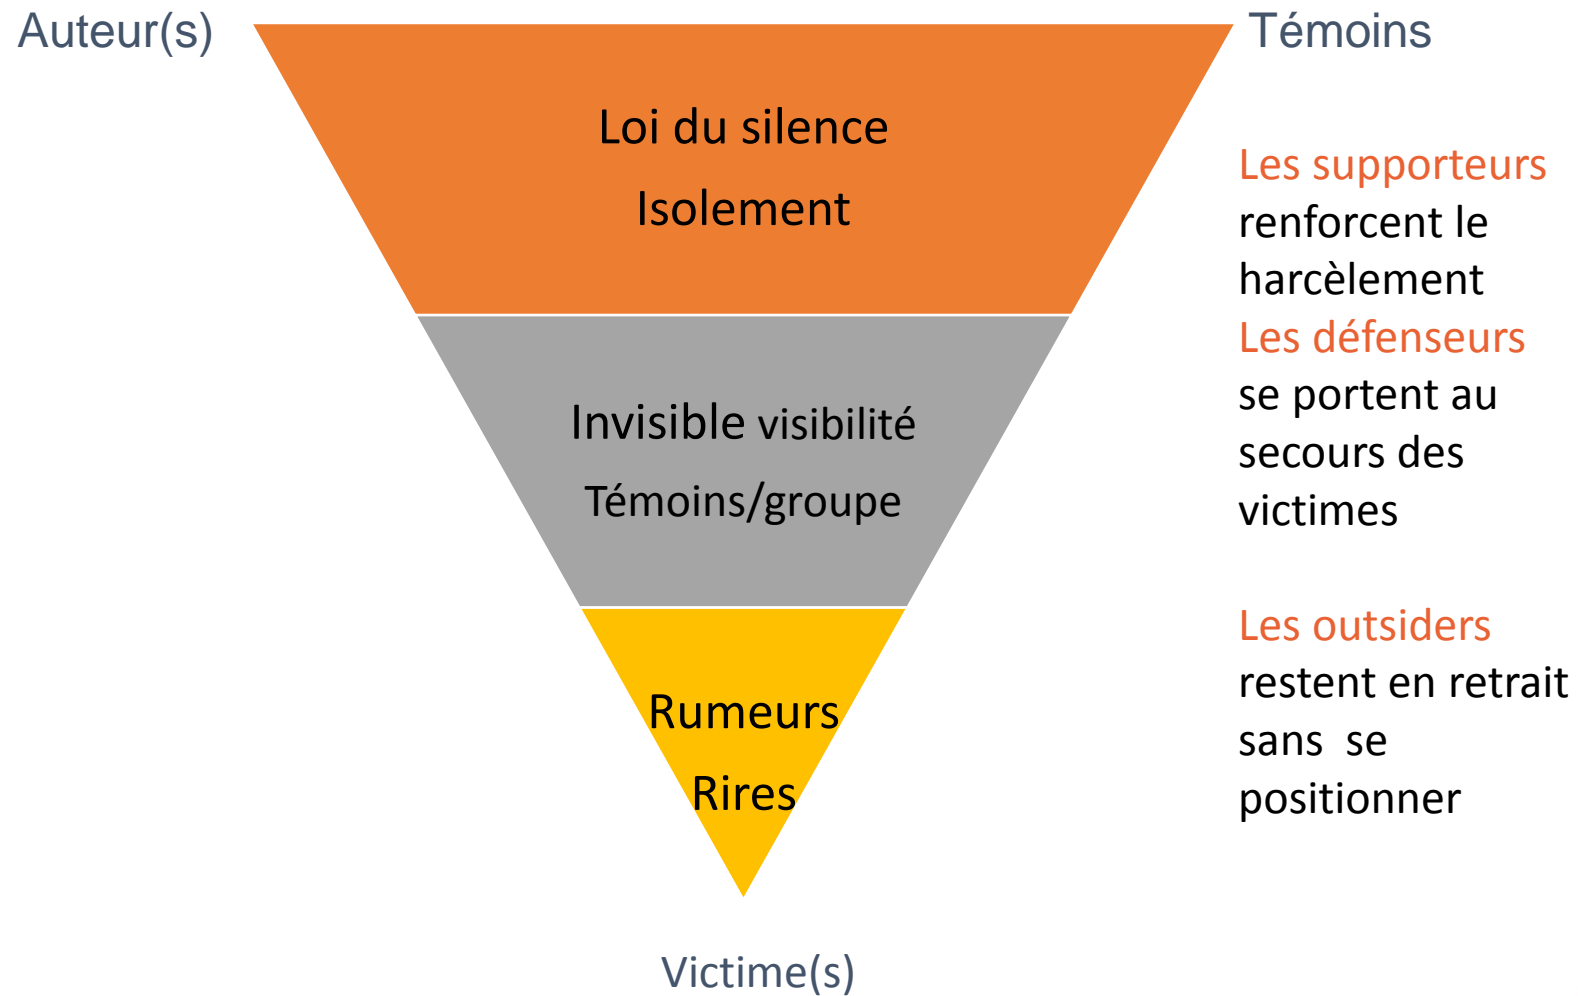 Auteur(s)
Témoins
Loi du silence
Isolement
Invisible visibilité
Témoins/groupe
Rumeurs
Rires
Victime(s)
Les supporteurs
renforcent le
harcèlement
Les défenseurs
se portent au
secours des
victimes
Les outsiders
restent en retrait
sans  se
positionner